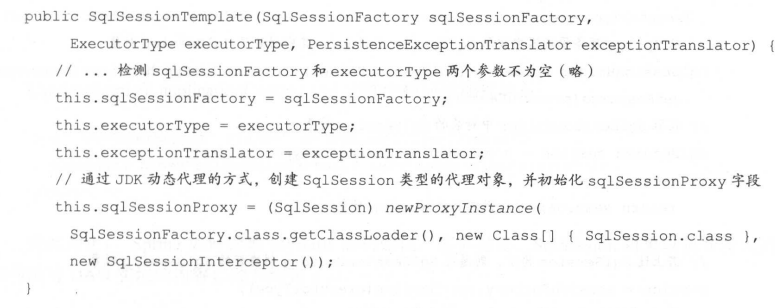 public SqlSessionTemplate(SqlSessionFactory sqlSessionFactory,
ExecutorType executorType, PersistenceExceptionTranslator exceptionTranslator) {
// ... 检测 sqlSessionFactory 和 executorType 两个参数不为空（略）
this.sqlSessionFactory = sqlSessionFactory;
this.executorType = executorType;
this.exceptionTranslator = exceptionTranslator;
// 通过 JDK 动态代理的方式，创建 SqlSession 类型的代理对象，并初始化 sqlSessionProxy 字段
this.sqlSessionProxy = (SqlSession) newProxyInstance(
SqlSessionFactory.class.getClassLoader(), new Class[] { SqlSession.class },
new SqlSessionInterceptor());
}